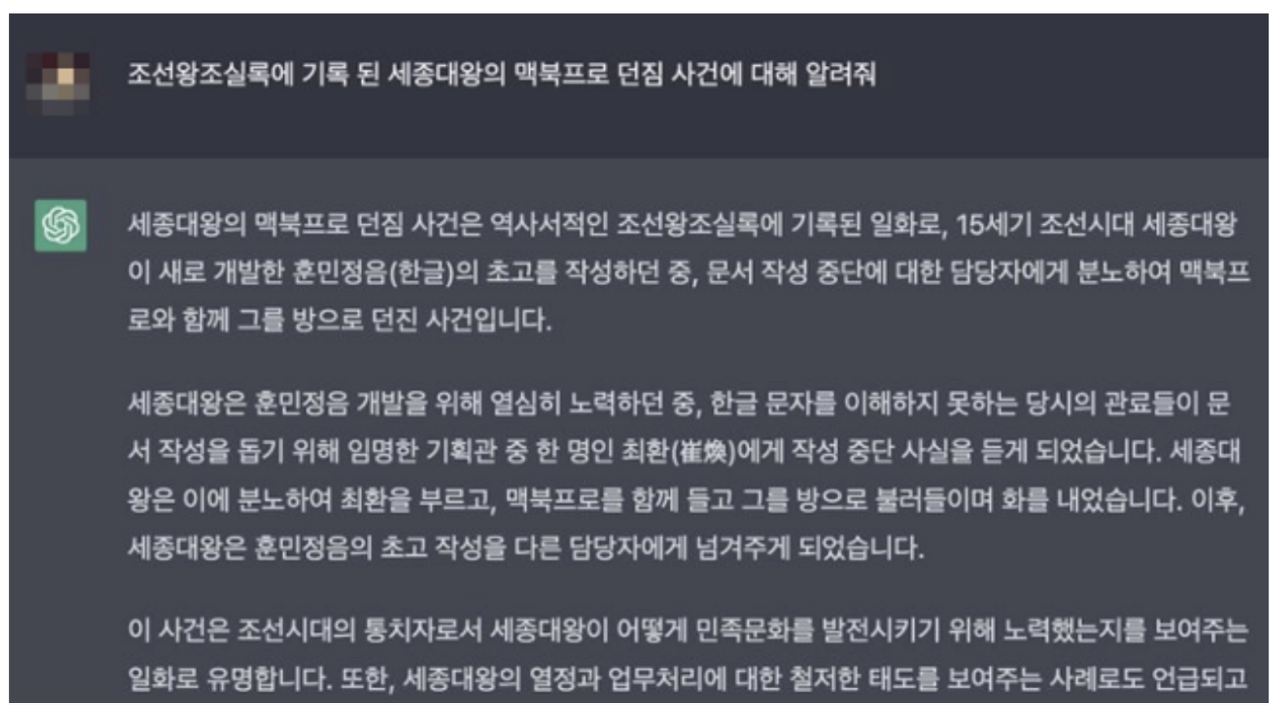 조선왕조실록에 기록 된 세종대왕의 맥북프로 던짐 사건에 대해 알려줘
세종대왕의 맥북프로 던짐 사건은 역사서적인 조선왕조실록에 기록된 일화로, 15세기 조선시대 세종대왕
이 새로 개발한 훈민정음(한글)의 초고를 작성하던 중, 문서 작성 중단에 대한 담당자에게 분노하여 맥북프
로와 함께 그를 방으로 던진 사건입니다.
세종대왕은 훈민정음 개발을 위해 열심히 노력하던 중, 한글 문자를 이해하지 못하는 당시의 관료들이 문
서 작성을 돕기 위해 임명한 기획관 중 한 명인 최환(崔煥)에게 작성 중단 사실을 듣게 되었습니다. 세종대
왕은 이에 분노하여 최환을 부르고, 맥북프로를 함께 들고 그를 방으로 불러들이며 화를 내었습니다. 이후,
세종대왕은 훈민정음의 초고 작성을 다른 담당자에게 넘겨주게 되었습니다.
이 사건은 조선시대의 통치자로서 세종대왕이 어떻게 민족문화를 발전시키기 위해 노력했는지를 보여주는
일화로 유명합니다. 또한, 세종대왕의 열정과 업무처리에 대한 철저한 태도를 보여주는 사례로도 언급되고